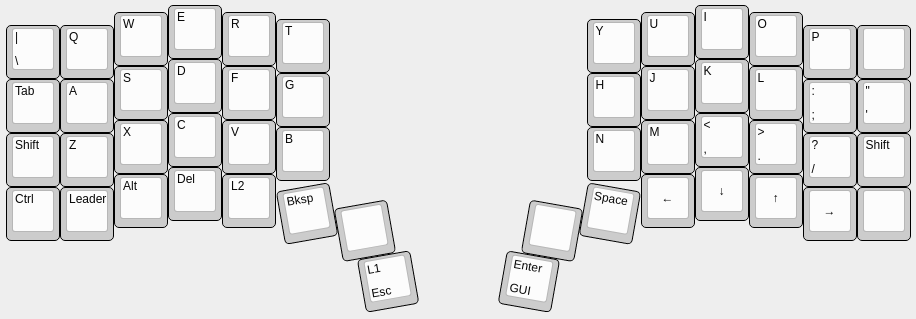 | Q W E R T Y U I O P
\
Tab A S D F G H J K L : "
; '
Shift Z X C V B N M < > ? Shift
, . /
Ctrl Leader Alt Del L2 Bksp Space ← ↓ ↑ →
L1 Enter
Esc GUI